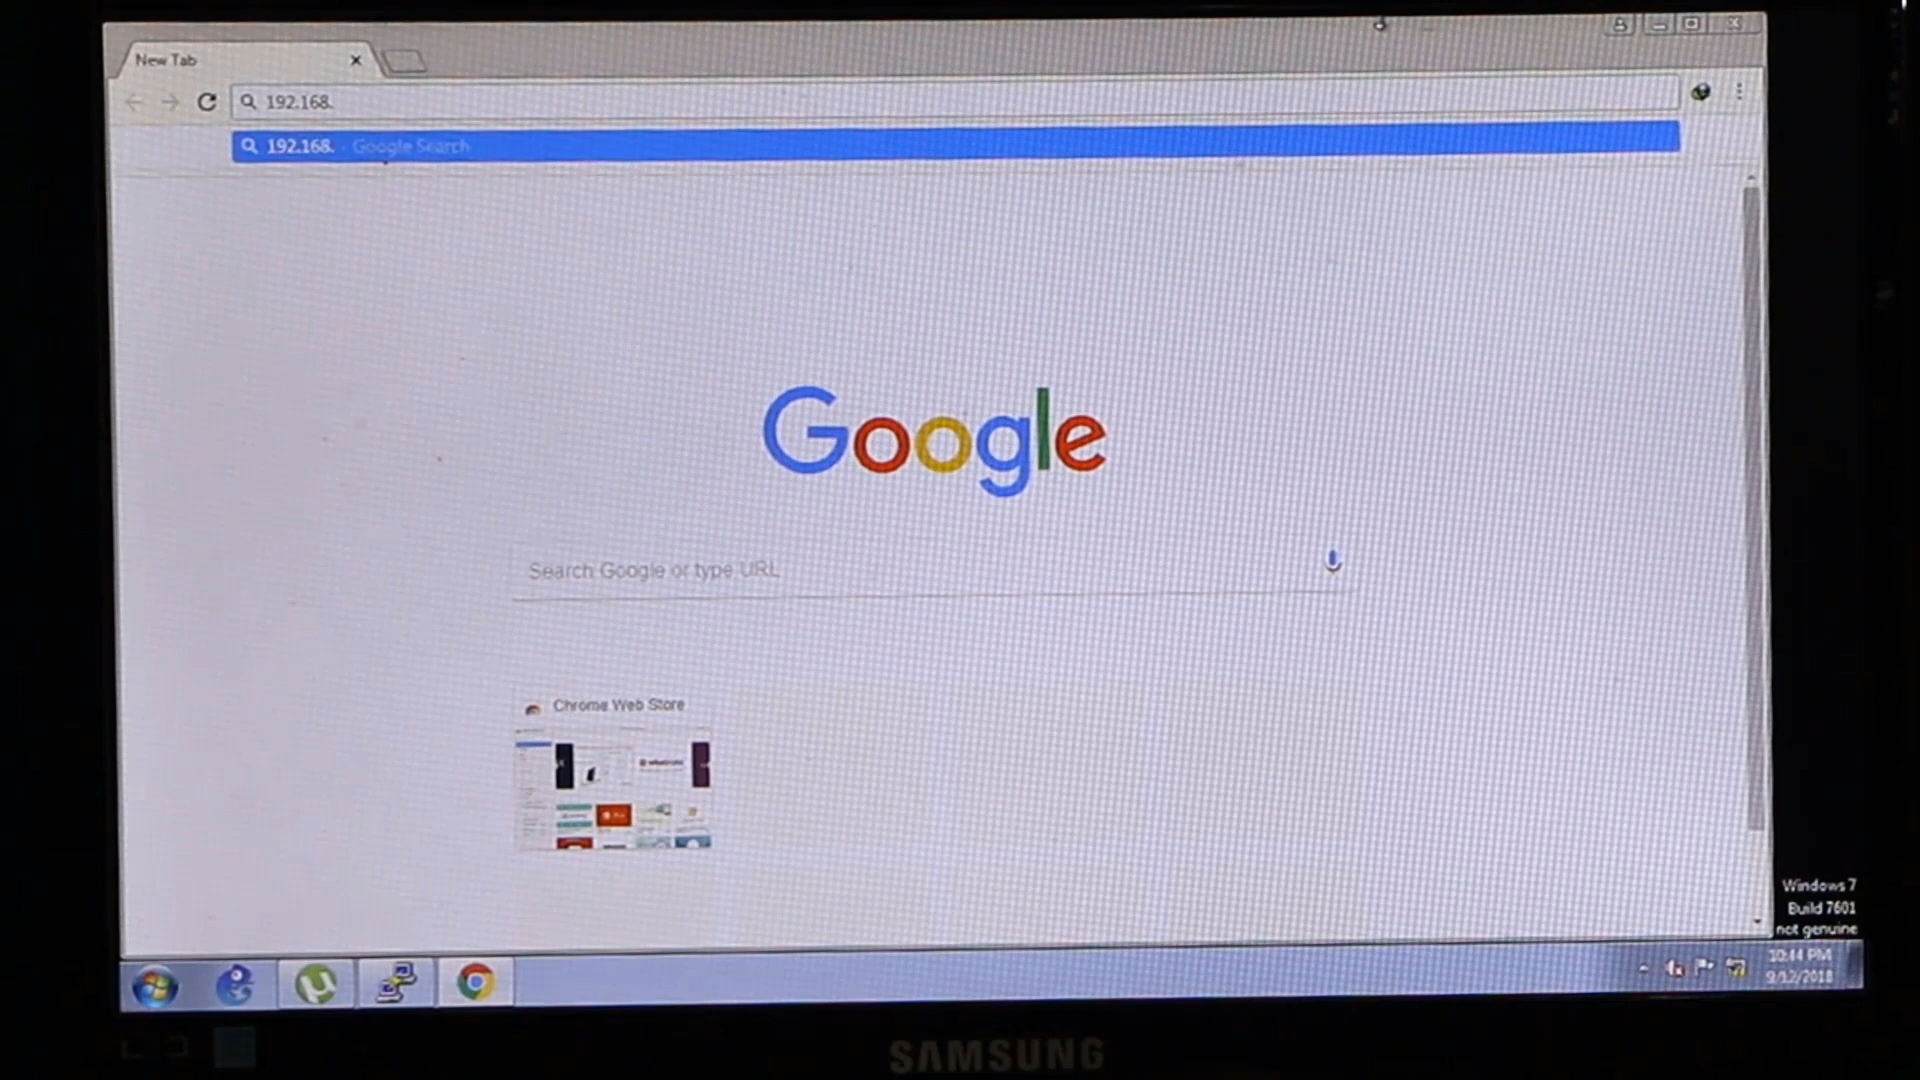 New Tab
192.168.
192.168. - Google Search
Google
Search Google or type URL
Chrome Web Store
Windows 7
Build 7601
not genuine
10:44 PM
9/12/2018
SAMSUNG